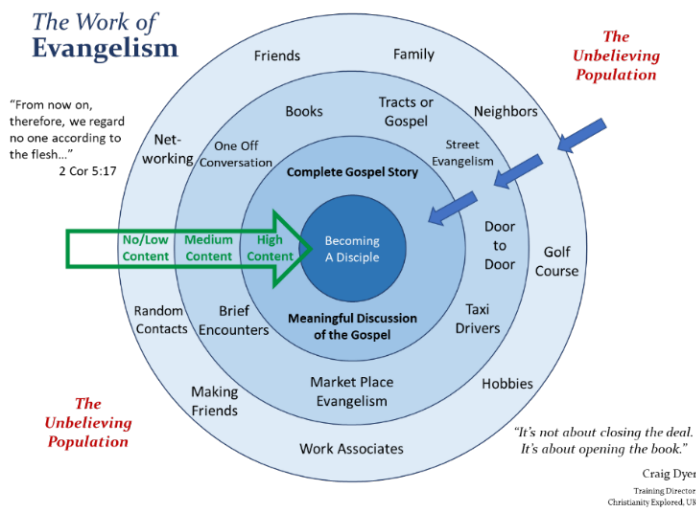 The Work of
Evangelism
The
Unbelieving
Population
"From now on,
therefore, we regard
no one according to
the flesh..."
2 Cor 5:17
Friends
Family
Neighbors
Net-
working
Books
Tracts or
Gospel
One Off
Conversation
Street
Evangelism
Complete Gospel Story
No/Low
Content
Medium
Content
High
Content
Becoming
A Disciple
Door
to
Door
Golf
Course
Random
Contacts
Brief
Encounters
Meaningful Discussion
of the Gospel
Taxi
Drivers
Making
Friends
Market Place
Evangelism
Hobbies
Work Associates
The
Unbelieving
Population
"It's not about closing the deal.
It's about opening the book."
Craig Dyer
Training Director
Christianity Explored, US